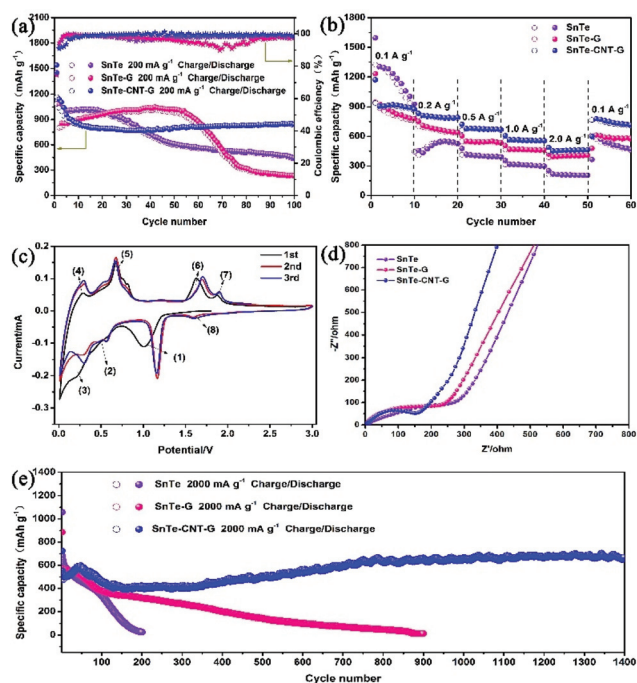 (a)
Specific capacity (mAh g⁻¹)
2100
1800
1500
1200
900
600
300
SnTe 200 mA g⁻¹ Charge/Discharge
SnTe-G 200 mA g⁻¹ Charge/Discharge
SnTe-CNT-G 200 mA g⁻¹ Charge/Discharge
100
80
60
40
20
0
Coulombic efficiency (%)
0 10 20 30 40 50 60 70 80 90 100
Cycle number
(b)
Specific capacity (mAh g⁻¹)
1800
1500
1200
900
600
300
0
SnTe
SnTe-G
SnTe-CNT-G
0.1 A g⁻¹
0.2 A g⁻¹
0.5 A g⁻¹
1.0 A g⁻¹
2.0 A g⁻¹
0.1 A g⁻¹
0 10 20 30 40 50 60
Cycle number
(c)
Current/mA
0.2
0.1
0.0
-0.1
-0.2
-0.3
1st
2nd
3rd
(4)
(5)
(6)
(7)
(3)
(2)
(1)
(8)
0.0 0.5 1.0 1.5 2.0 2.5 3.0
Potential/V
(d)
-Z''/ohm
800
700
600
500
400
300
200
100
0
SnTe
SnTe-G
SnTe-CNT-G
0 100 200 300 400 500 600 700 800
Z'/ohm
(e)
Specific capacity (mAh g⁻¹)
1400
1200
1000
800
600
400
200
0
SnTe 2000 mA g⁻¹ Charge/Discharge
SnTe-G 2000 mA g⁻¹ Charge/Discharge
SnTe-CNT-G 2000 mA g⁻¹ Charge/Discharge
100 200 300 400 500 600 700 800 900 1000 1100 1200 1300 1400
Cycle number